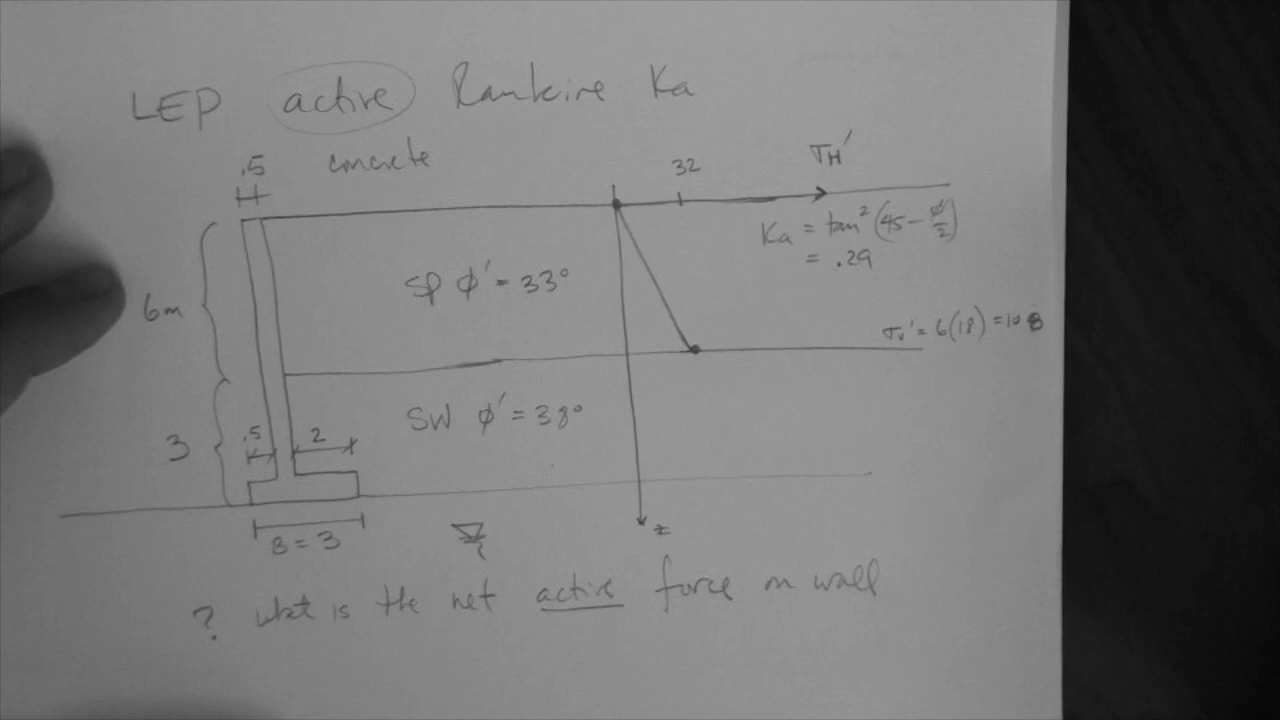 LEP active Rankine Ka
.5 concrete
32
σH'
Ka = tan²(45 - φ'/2)
= .29
6m
SP φ' = 33°
σv' = 6(18) = 108
SW φ' = 38°
3
.5
2
B = 3
z
? what is the net active force on wall